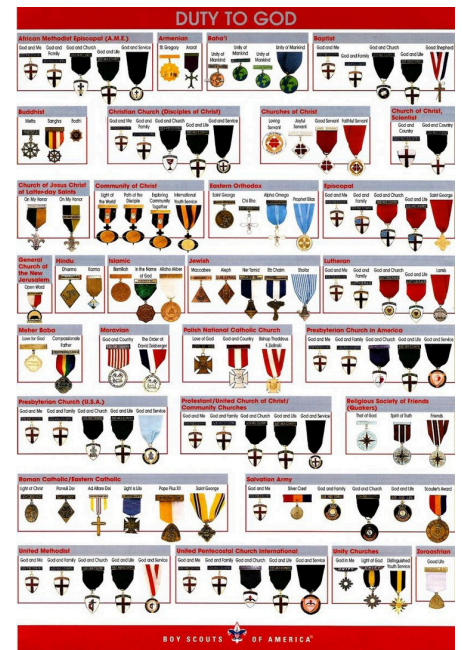 DUTY TO GOD
African Methodist Episcopal (A.M.E.)
God and Me
God and Family
God and Church
God and Life
God and Service
Armenian
St. Gregory
Ararat
Baha'i
Unity of Mankind
Unity of Mankind
Unity of Mankind
Unity of Mankind
Baptist
God and Me
God and Family
God and Church
God and Life
Good Shepherd
Buddhist
Metta
Sangha
Bodhi
Christian Church (Disciples of Christ)
God and Me
God and Family
God and Church
God and Life
God and Service
Churches of Christ
Loving Servant
Joyful Servant
Good Servant
Faithful Servant
Church of Christ, Scientist
God and Country
God and Country
Church of Jesus Christ of Latter-day Saints
On My Honor
On My Honor
Community of Christ
Light of the World
Path of the Disciple
Exploring Community Together
International Youth Service
Eastern Orthodox
Saint George
Chi Rho
Alpha Omega
Prophet Elias
Episcopal
God and Me
God and Family
God and Church
God and Life
Saint George
General Church of the New Jerusalem
Open Word
Hindu
Dharma
Karma
Islamic
Bismillah
In the Name of God
Allaho Akber
Jewish
Maccabee
Aleph
Ner Tamid
Etz Chaim
Shofar
Lutheran
God and Me
God and Family
God and Church
God and Life
Lamb
Meher Baba
Love for God
Compassionate Father
Moravian
God and Country
The Order of David Zeisberger
Polish National Catholic Church
Love of God
God and Country
Bishop Thaddeus F. Zielinski
Presbyterian Church in America
God and Me
God and Family
God and Church
God and Life
God and Service
Presbyterian Church (U.S.A.)
God and Me
God and Family
God and Church
God and Life
God and Service
Protestant/United Church of Christ/
Community Churches
God and Me
God and Family
God and Church
God and Life
God and Service
Religious Society of Friends
(Quakers)
That of God
Spirit of Truth
Friends
Roman Catholic/Eastern Catholic
Light of Christ
Parvuli Dei
Ad Altare Dei
Light is Life
Pope Pius XII
Saint George
Salvation Army
God and Me
Silver Crest
God and Family
God and Church
God and Life
Scouter's Award
United Methodist
God and Me
God and Family
God and Church
God and Life
God and Service
United Pentecostal Church International
God and Me
God and Family
God and Church
God and Life
God and Service
Unity Churches
God in Me
Light of God
Distinguished Youth Service
Zoroastrian
Good Life
BOY SCOUTS OF AMERICA